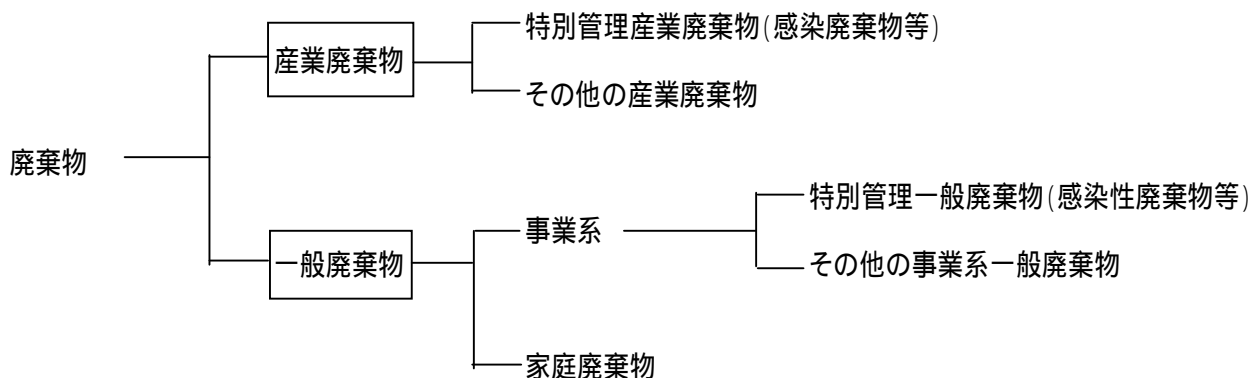 特別管理産業廃棄物(感染廃棄物等)
産業廃棄物
その他の産業廃棄物
廃棄物
特別管理一般廃棄物(感染性廃棄物等)
事業系
一般廃棄物
その他の事業系一般廃棄物
家庭廃棄物